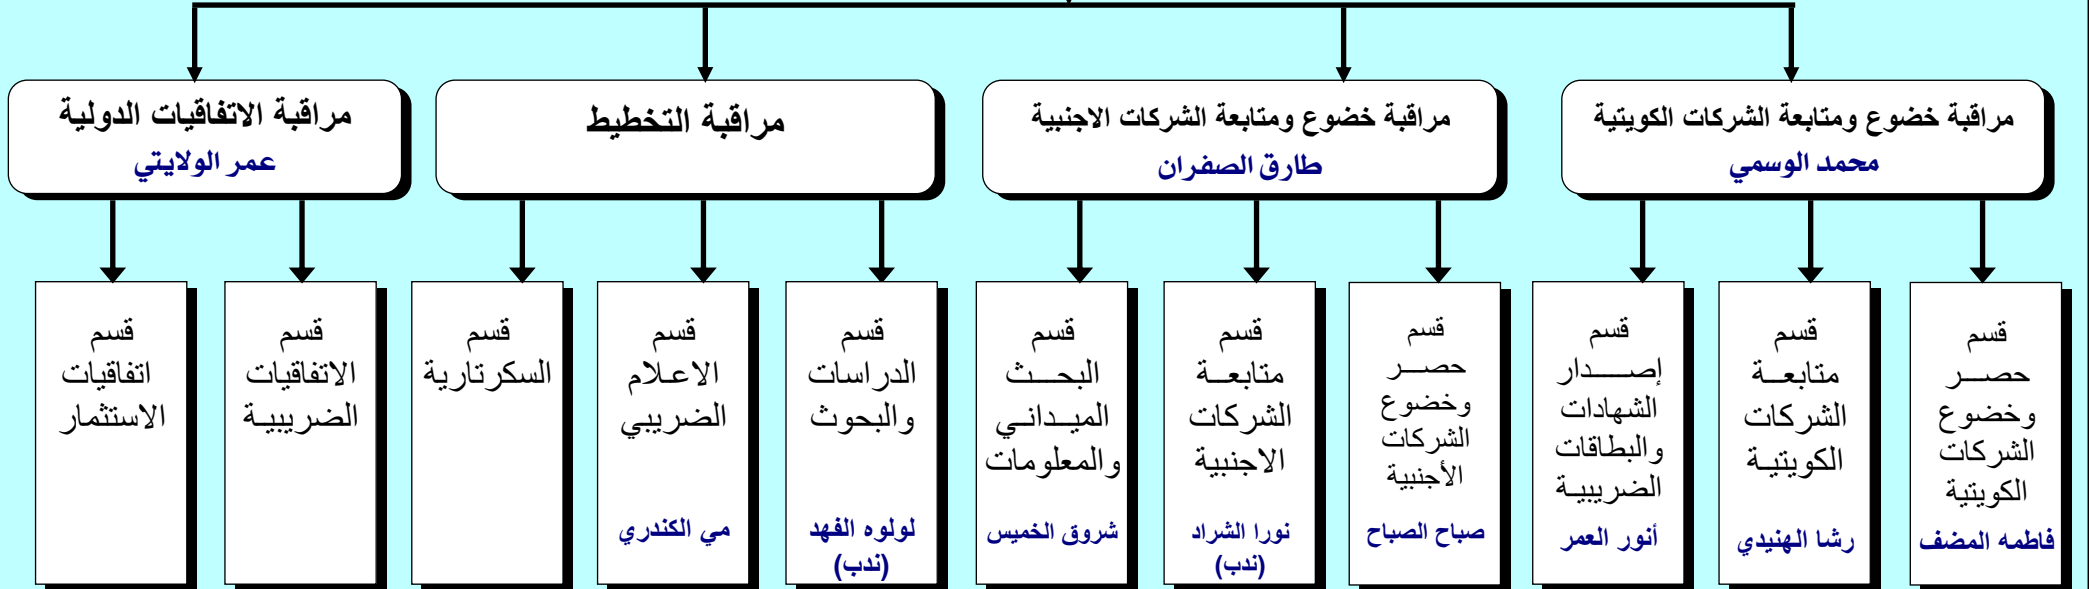 مراقبة خضوع ومتابعة الشركات الكويتية
محمد الوسمي
مراقبة خضوع ومتابعة الشركات الاجنبية
طارق الصفران
مراقبة التخطيط
مراقبة الاتفاقيات الدولية
عمر الولايتي
قسم
حصر
وخضوع
الشركات
الكويتية
فاطمه المضف
قسم
متابعة
الشركات
الكويتية
رشا الهنيدي
قسم
إصدار
الشهادات
والبطاقات
الضريبية
أنور العمر
قسم
حصر
وخضوع
الشركات
الأجنبية
صباح الصباح
قسم
متابعة
الشركات
الاجنبية
نورا الشراد
(ندب)
قسم
البحث
الميداني
والمعلومات
شروق الخميس
قسم
الدراسات
والبحوث
لولوه الفهد
(ندب)
قسم
الاعلام
الضريبي
مي الكندري
قسم
السكرتارية
قسم
الاتفاقيات
الضريبية
قسم
اتفاقيات
الاستثمار